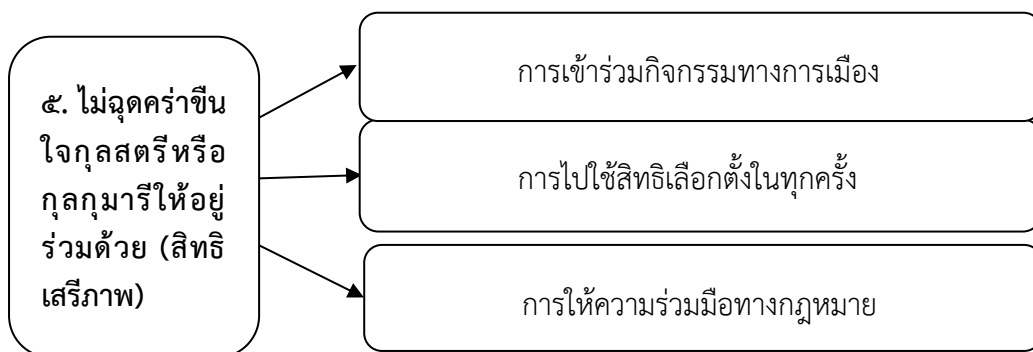 ๕. ไม่ฉุดคร่าขืน
ใจกุลสตรีหรือ
กุลกุมารีให้อยู่
ร่วมด้วย (สิทธิ
เสรีภาพ)
การเข้าร่วมกิจกรรมทางการเมือง
การไปใช้สิทธิเลือกตั้งในทุกครั้ง
การให้ความร่วมมือทางกฎหมาย